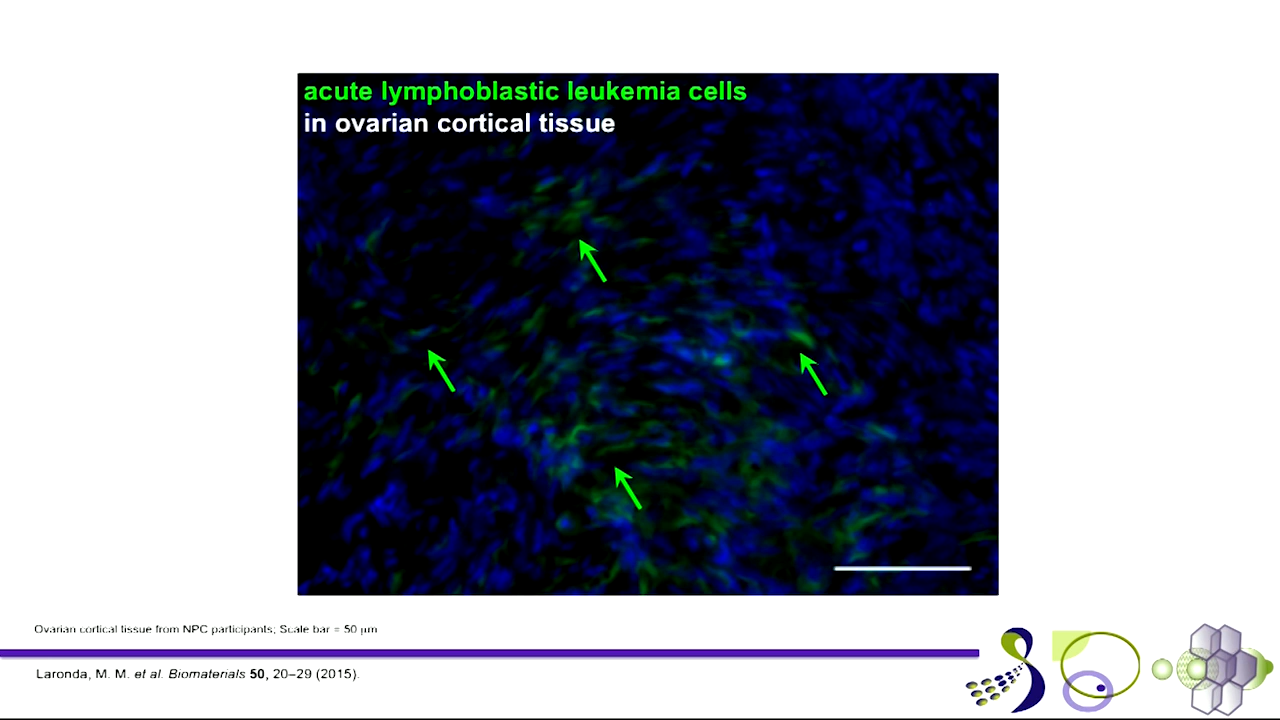 acute lymphoblastic leukemia cells
in ovarian cortical tissue
Ovarian cortical tissue from NPC participants; Scale bar = 50 µm
Laronda, M. M. et al. Biomaterials 50, 20–29 (2015).